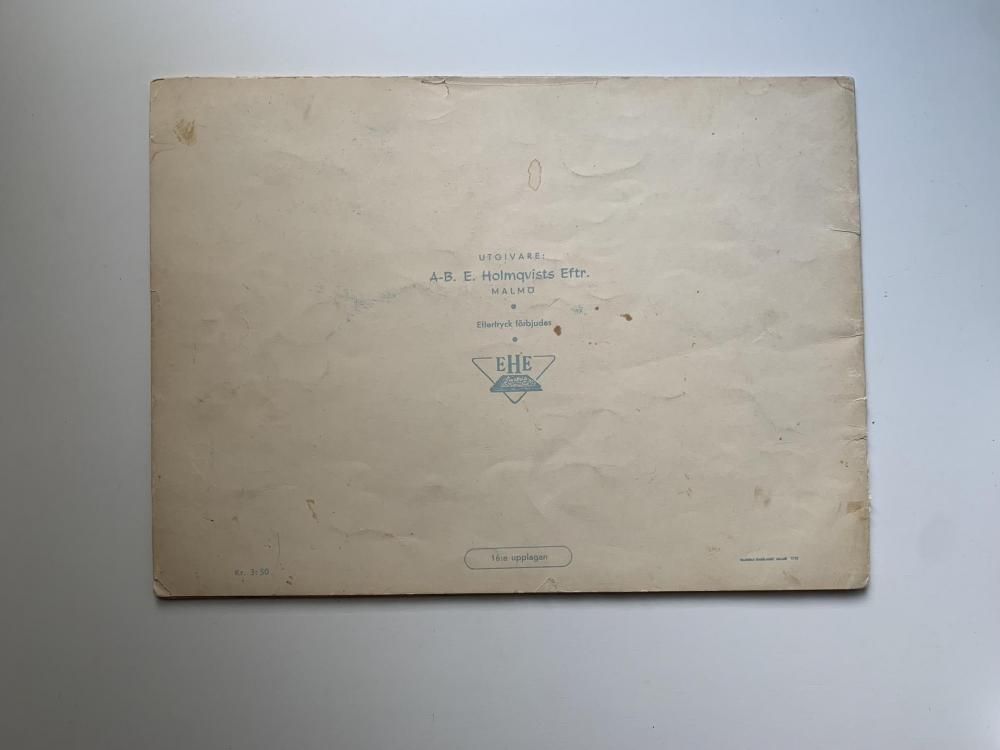 UTGIVARE:
A-B. E. Holmqvists Eftr.
MALMÖ
Eftertryck förbjudes
EHE
16:e upplagan
Kr. 3:50